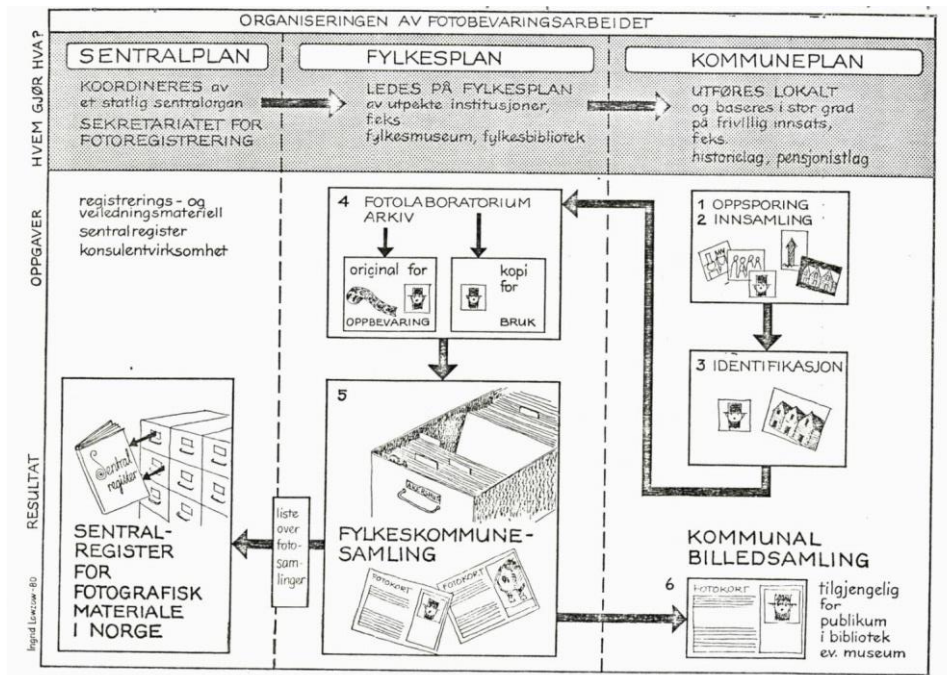 ORGANISERINGEN AV FOTOBEVARINGSARBEIDET
HVEM GJØR HVA?
SENTRALPLAN
KOORDINERES av
et statlig sentralorgan
SEKRETARIATET FOR
FOTOREGISTRERING
FYLKESPLAN
LEDES PÅ FYLKESPLAN
av utpekte institusjoner,
f.eks.
fylkesmuseum, fylkesbibliotek
KOMMUNEPLAN
UTFØRES LOKALT
og baseres i stor grad
på frivillig innsats,
f.eks.
historielag, pensjonistlag
OPPGAVER
registrerings- og
veiledningsmateriell
sentralregister
konsulentvirksomhet
4 FOTOLABORATORIUM
ARKIV
original for
OPPBEVARING
kopi
for
BRUK
1 OPPSPORING
2 INNSAMLING
3 IDENTIFIKASJON
RESULTAT
Sentral
register
SENTRAL-
REGISTER
FOR
FOTOGRAFISK
MATERIALE
I NORGE
liste
over
foto-
sam-
linger
5
FYLKESKOMMUNE-
SAMLING
FOTOKORT
FOTOKORT
KOMMUNAL
BILLEDSAMLING
6
FOTOKORT
tilgjengelig
for
publikum
i bibliotek
ev. museum
Ingrid Lowzow-80